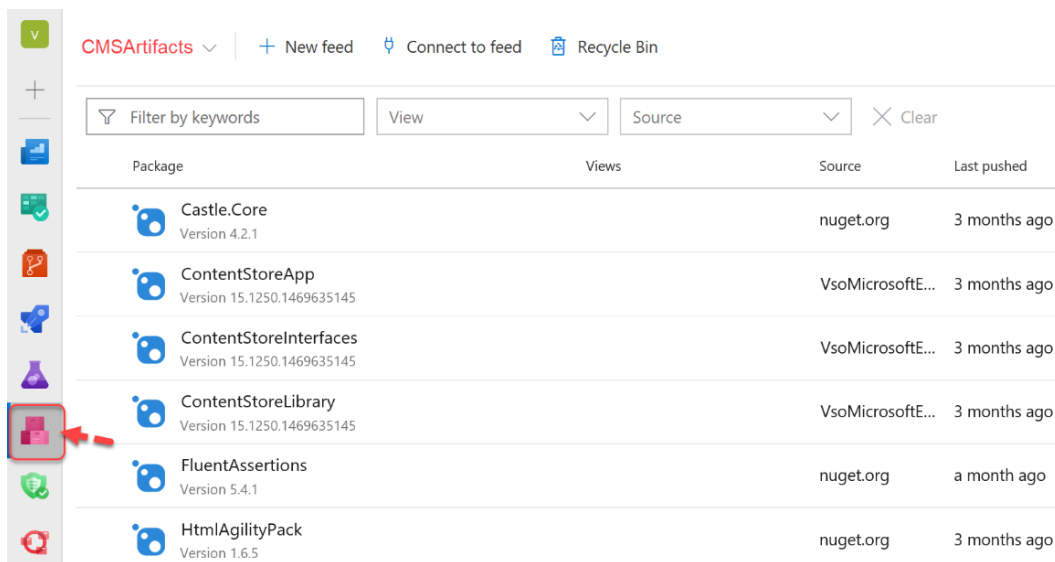 V
CMSArtifacts New feed Connect to feed Recycle Bin
Filter by keywords View Source Clear
Package Views Source Last pushed
Castle.Core
Version 4.2.1
nuget.org 3 months ago
ContentStoreApp
Version 15.1250.1469635145
VsoMicrosoftE... 3 months ago
ContentStoreInterfaces
Version 15.1250.1469635145
VsoMicrosoftE... 3 months ago
ContentStoreLibrary
Version 15.1250.1469635145
VsoMicrosoftE... 3 months ago
FluentAssertions
Version 5.4.1
nuget.org a month ago
HtmlAgilityPack
Version 1.6.5
nuget.org 3 months ago